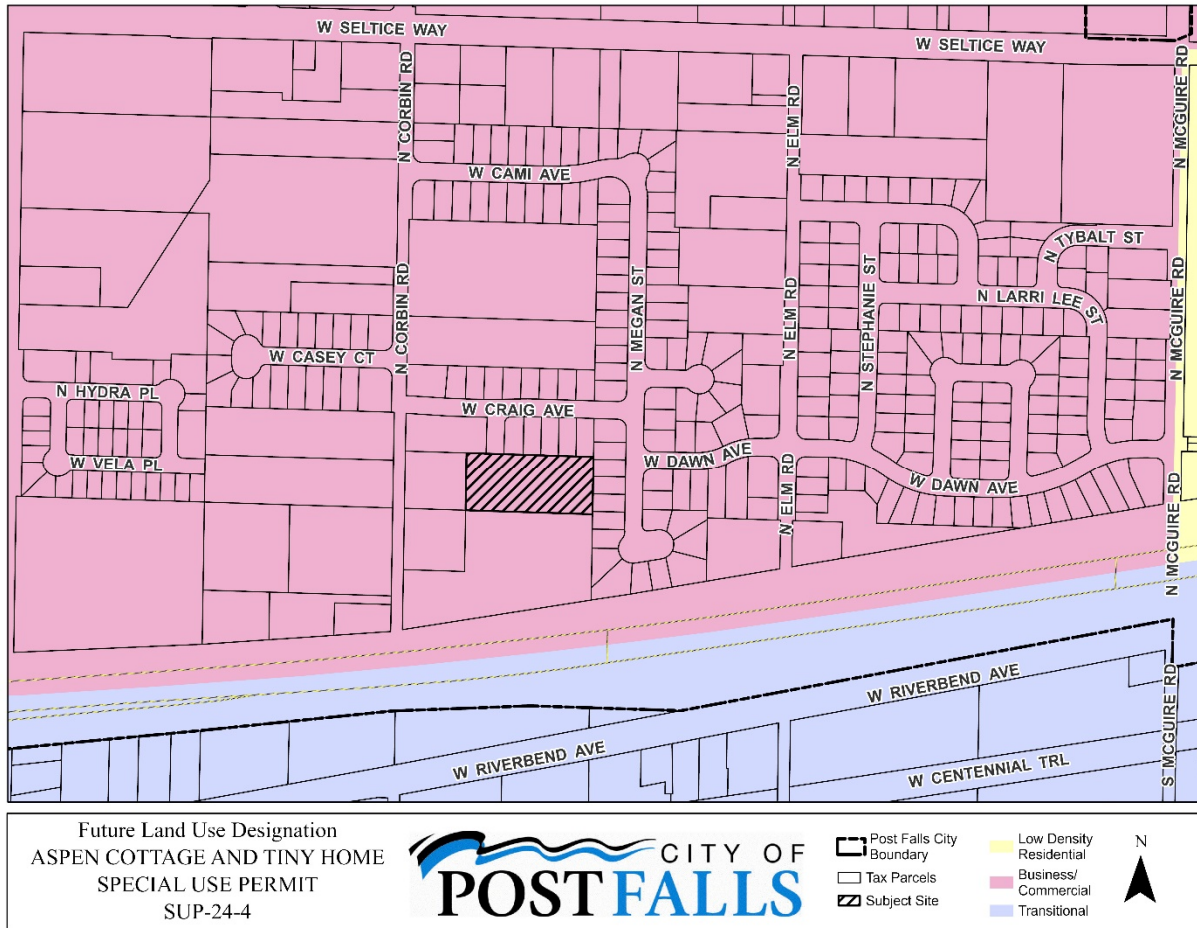 W SELTICE WAY
W SELTICE WAY
N CORBIN RD
N ELM RD
N MCGUIRE RD
W CAMI AVE
N TYBALT ST
N CORBIN RD
N MEGAN ST
N ELM RD
N STEPHANIE ST
N LARRI LEE ST
N MCGUIRE RD
W CASEY CT
N HYDRA PL
W CRAIG AVE
W VELA PL
W DAWN AVE
N ELM RD
W DAWN AVE
N MCGUIRE RD
W RIVERBEND AVE
W RIVERBEND AVE
W CENTENNIAL TRL
S MCGUIRE RD
Future Land Use Designation
ASPEN COTTAGE AND TINY HOME
SPECIAL USE PERMIT
SUP-24-4
CITY OF
POST FALLS
Post Falls City
Boundary
Tax Parcels
Subject Site
Low Density
Residential
Business/
Commercial
Transitional
N